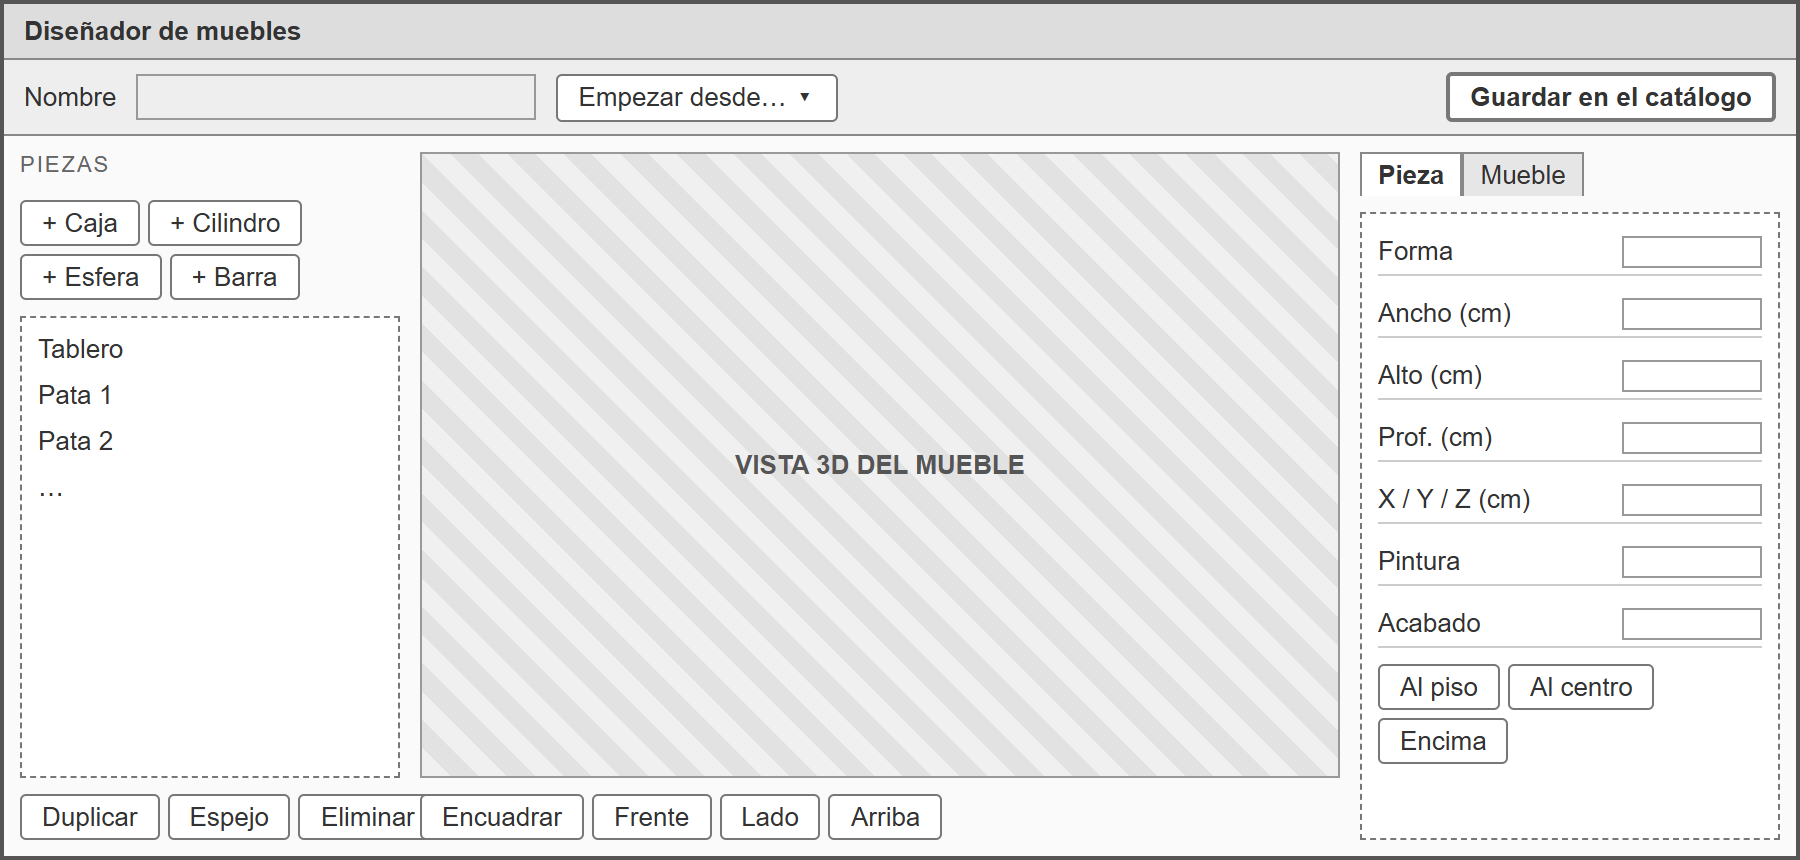 Diseñador de muebles
Nombre
Empezar desde… ▼
Guardar en el catálogo
PIEZAS
+ Caja
+ Cilindro
+ Esfera
+ Barra
Tablero
Pata 1
Pata 2
…
Duplicar
Espejo
Eliminar
VISTA 3D DEL MUEBLE
Encuadrar
Frente
Lado
Arriba
Pieza
Mueble
Forma
Ancho (cm)
Alto (cm)
Prof. (cm)
X / Y / Z (cm)
Pintura
Acabado
Al piso
Al centro
Encima